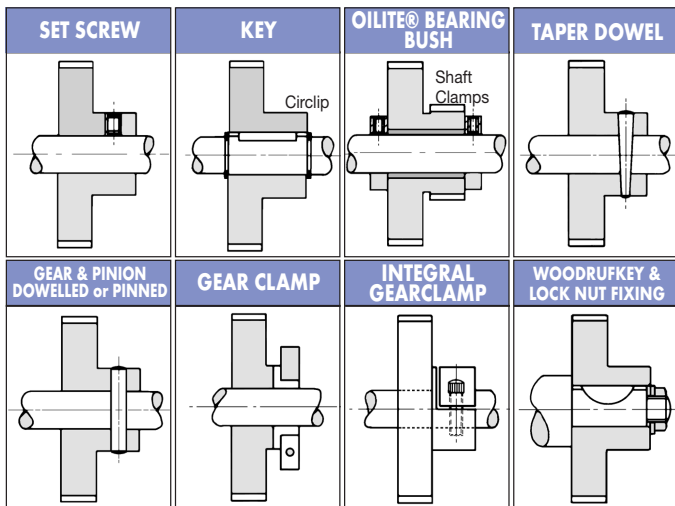 SET SCREW
KEY
OILITE® BEARING
BUSH
TAPER DOWEL
Circlip
Shaft
Clamps
GEAR & PINION
DOWELLED or PINNED
GEAR CLAMP
INTEGRAL
GEARCLAMP
WOODRUFKEY &
LOCK NUT FIXING